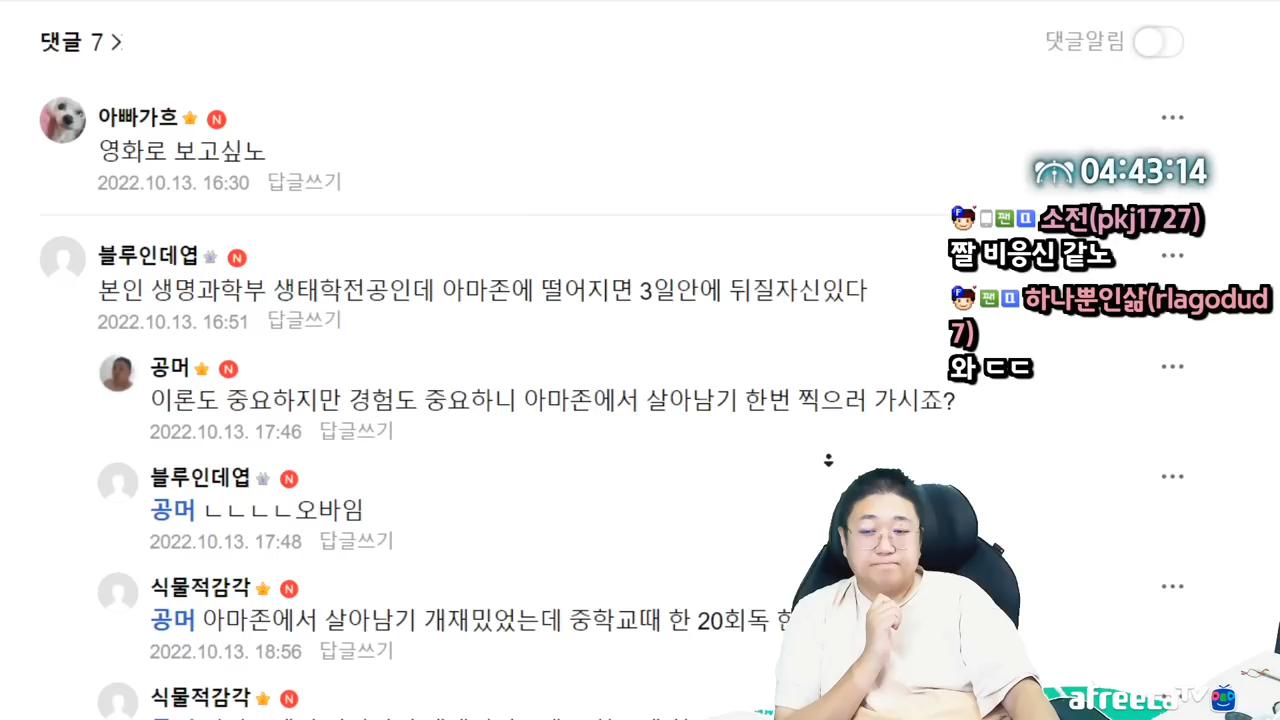 댓글 7
댓글알림
아빠가흐 N
영화로 보고싶노
2022.10.13. 16:30 답글쓰기
04:43:14
소전(pkj1727)
짤 비응신 같노
블루인데엽 N
본인 생명과학부 생태학전공인데 아마존에 떨어지면 3일안에 뒤질자신있다
2022.10.13. 16:51 답글쓰기
하나뿐인삶(rlagodud
7)
와 ㄷㄷ
공머 N
이론도 중요하지만 경험도 중요하니 아마존에서 살아남기 한번 찍으러 가시죠?
2022.10.13. 17:46 답글쓰기
블루인데엽 N
공머 ㄴㄴㄴㄴ오바임
2022.10.13. 17:48 답글쓰기
식물적감각 N
공머 아마존에서 살아남기 개재밌었는데 중학교때 한 20회독
2022.10.13. 18:56 답글쓰기
식물적감각 N
afreecaTV